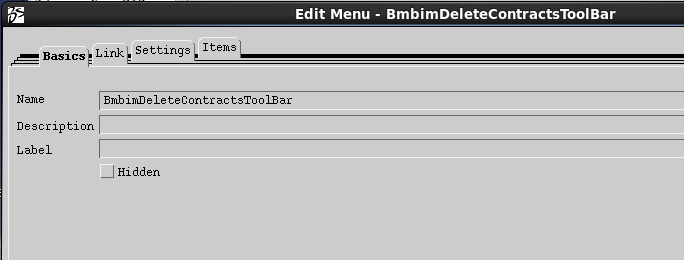 Edit Menu - BmbimDeleteContractsToolBar
Basics Link Settings Items
Name BmbimDeleteContractsToolBar
Description
Label
Hidden